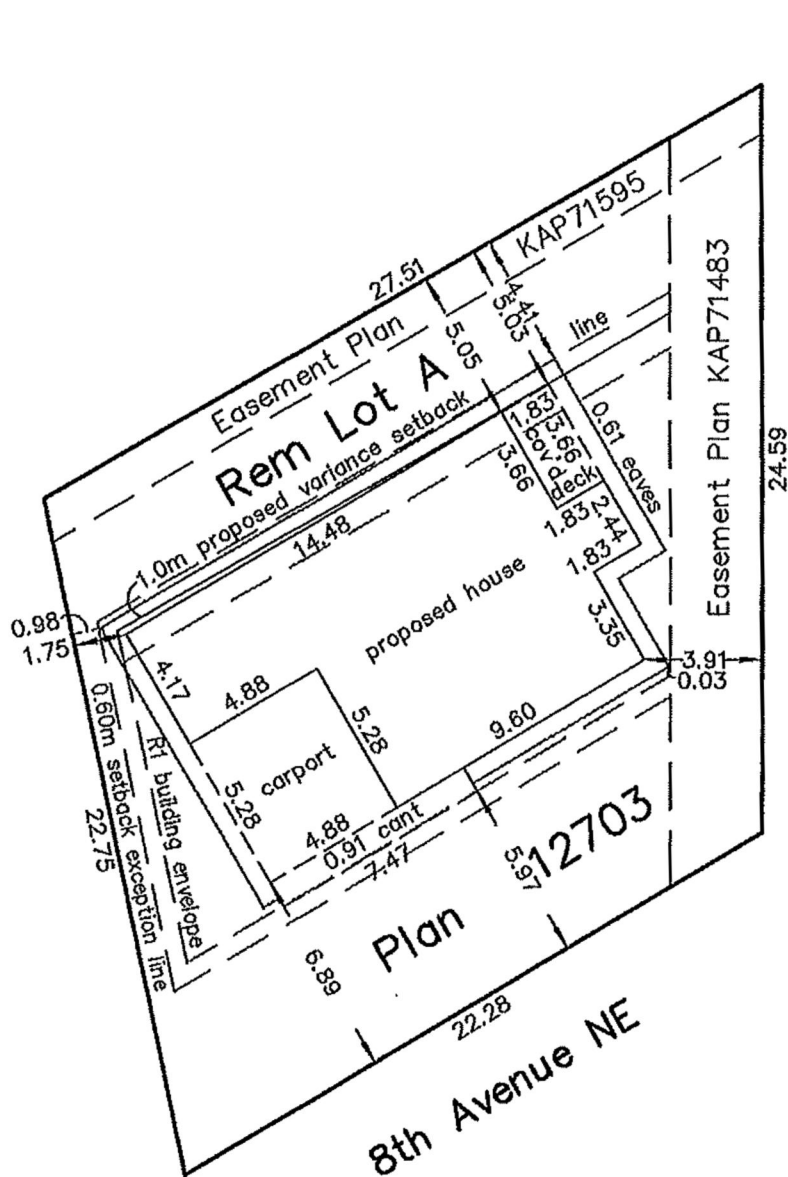 KAP71595
27.51
Easement Plan
4.41
5.03
5.05
line
Rem Lot A
1.0m proposed variance setback
14.48
1.83
3.66
cov'd
deck
3.66
0.61 eaves
1.83
2.44
1.83
3.35
Easement Plan KAP71483
24.59
proposed house
0.98
1.75
4.17
4.88
5.28
carport
5.28
4.88
0.91 cant
7.47
9.60
3.91
0.03
0.60m setback exception line
R1 building envelope
22.75
12703
5.97
Plan
6.89
22.28
8th Avenue NE